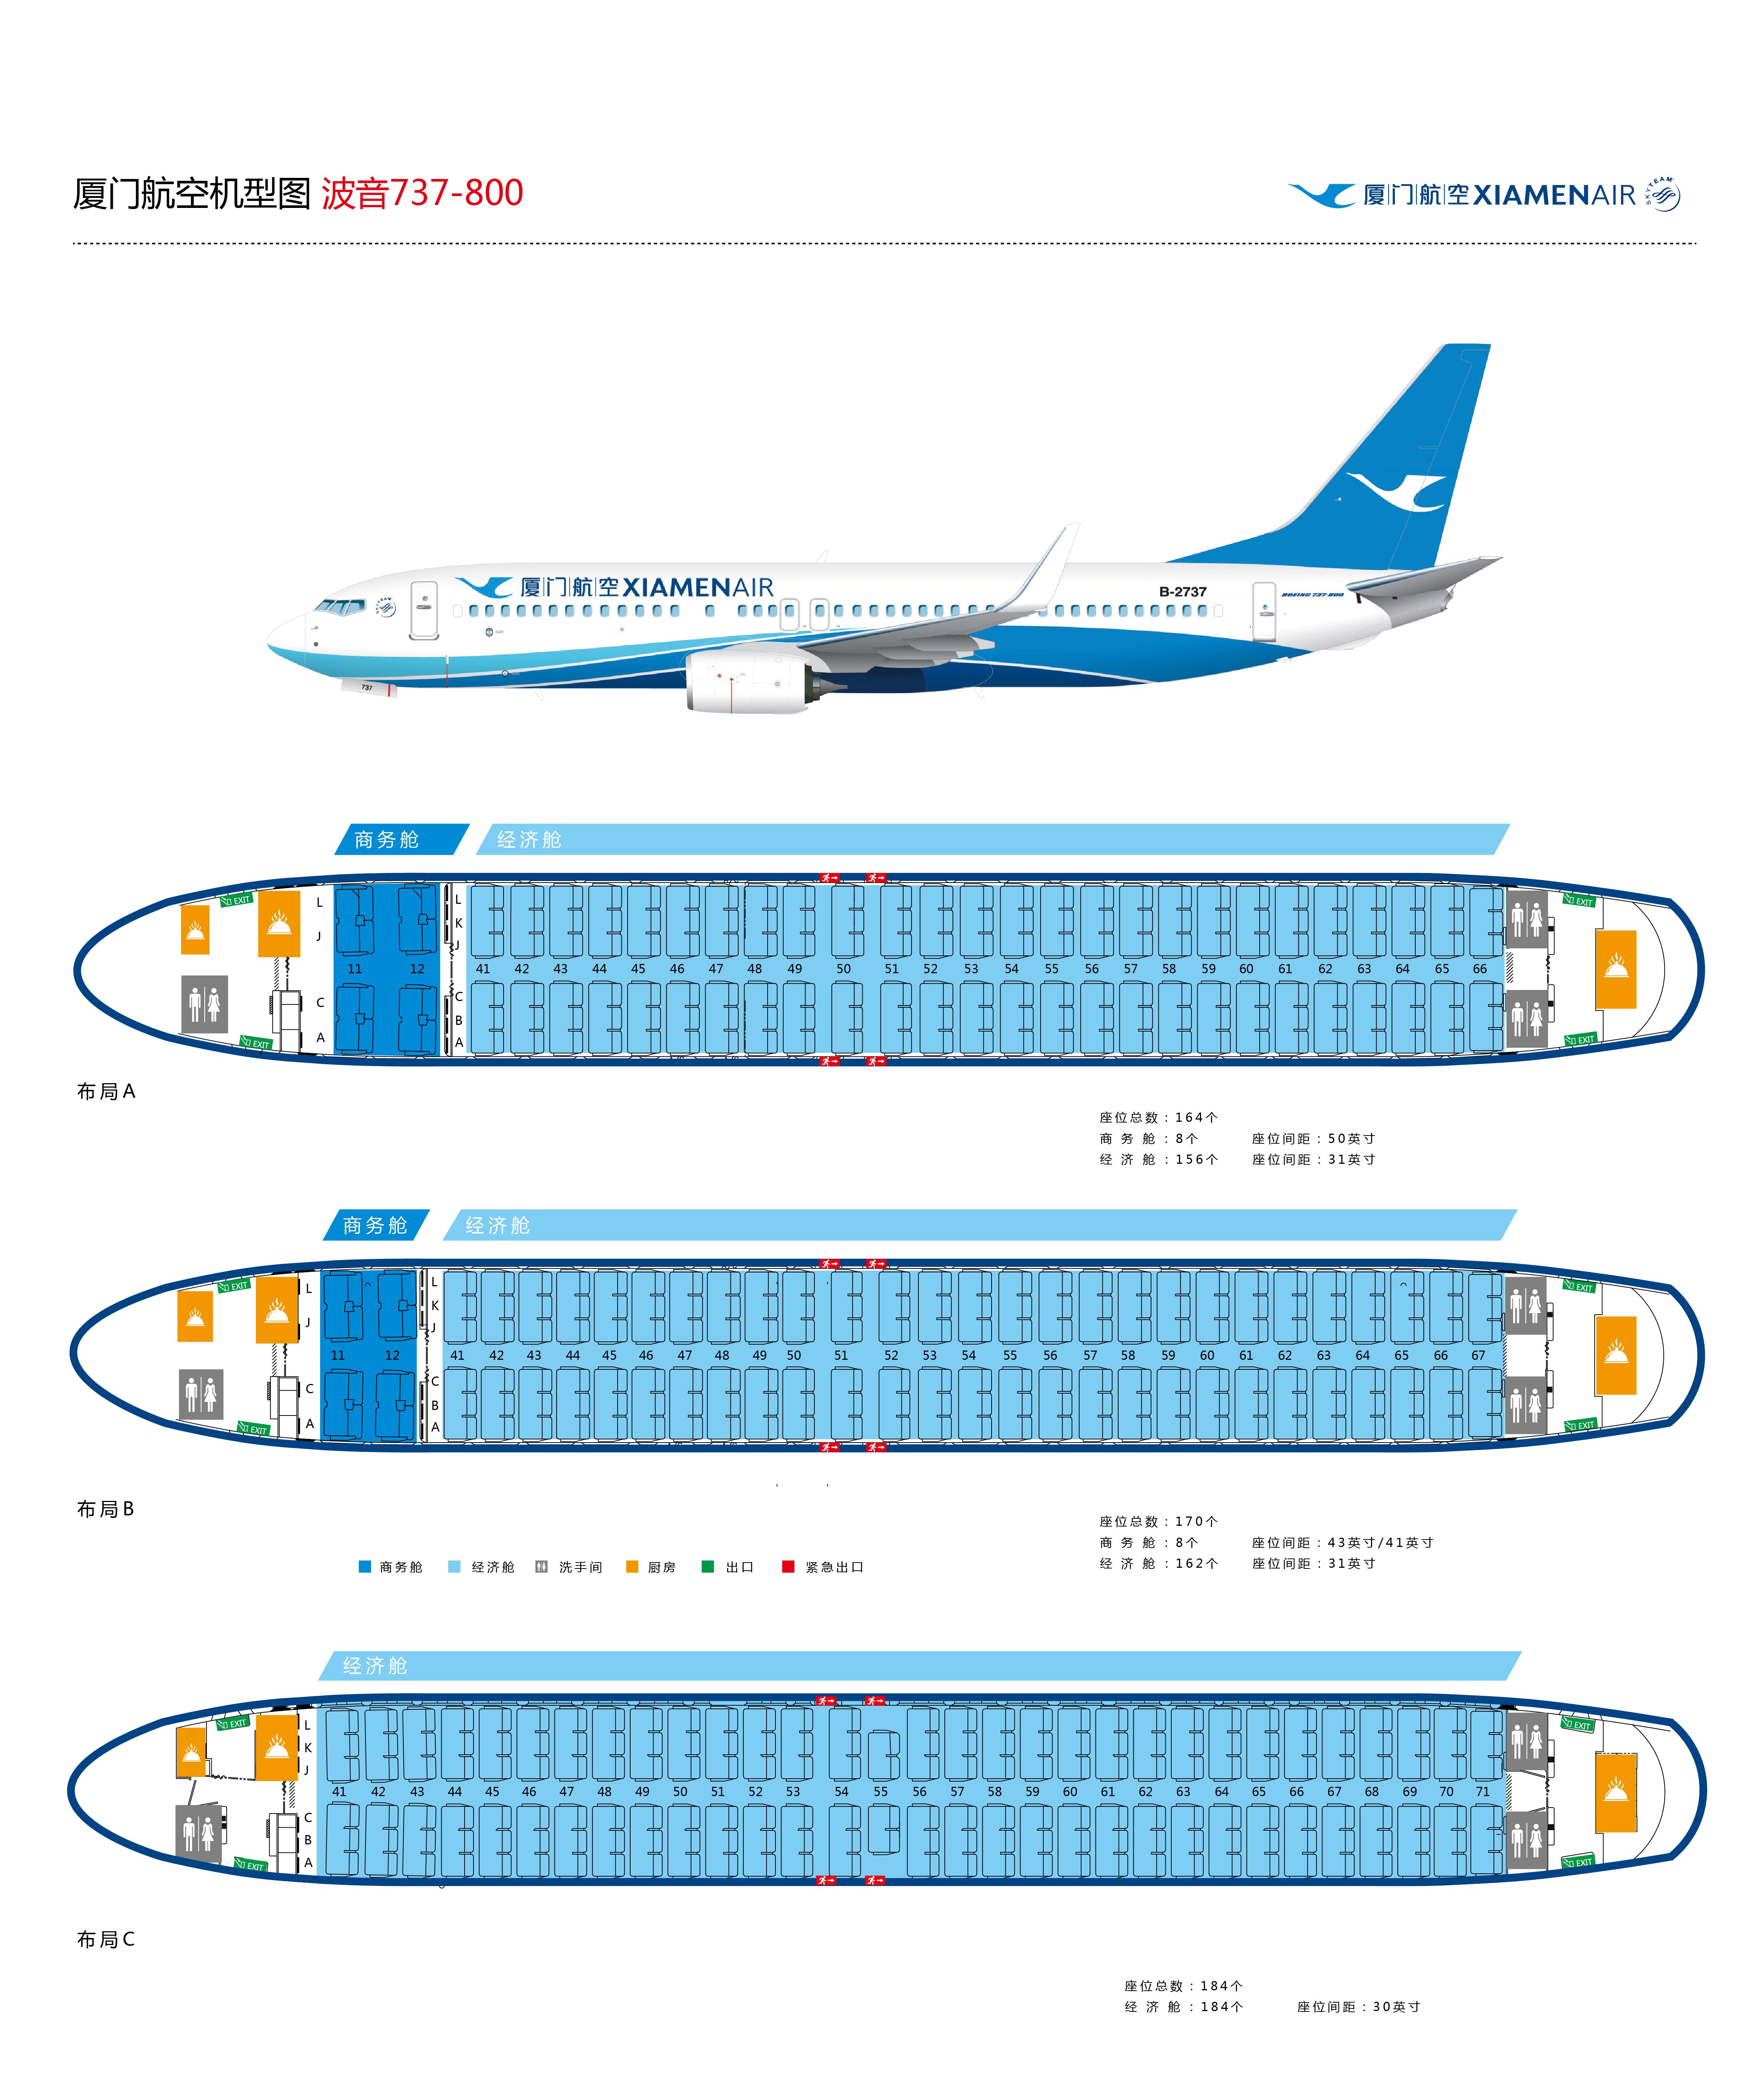 厦门航空机型图 波音737-800
厦门航空 XIAMENAIR SKYTEAM
厦门航空 XIAMENAIR
SKYTEAM
B-2737
BOEING 737-800
737
商务舱 经济舱
EXIT L J L K J EXIT
11 12 41 42 43 44 45 46 47 48 49 50 51 52 53 54 55 56 57 58 59 60 61 62 63 64 65 66
EXIT C A C B A EXIT
布局A
座位总数：164个
商务舱：8个 座位间距：50英寸
经济舱：156个 座位间距：31英寸
商务舱 经济舱
EXIT L J L K J EXIT
11 12 41 42 43 44 45 46 47 48 49 50 51 52 53 54 55 56 57 58 59 60 61 62 63 64 65 66 67
EXIT C A C B A EXIT
布局B
座位总数：170个
商务舱：8个 座位间距：43英寸/41英寸
经济舱：162个 座位间距：31英寸
商务舱 经济舱 洗手间 厨房 出口 紧急出口
经济舱
EXIT L K J EXIT
41 42 43 44 45 46 47 48 49 50 51 52 53 54 55 56 57 58 59 60 61 62 63 64 65 66 67 68 69 70 71
EXIT C B A EXIT
布局C
座位总数：184个
经济舱：184个 座位间距：30英寸